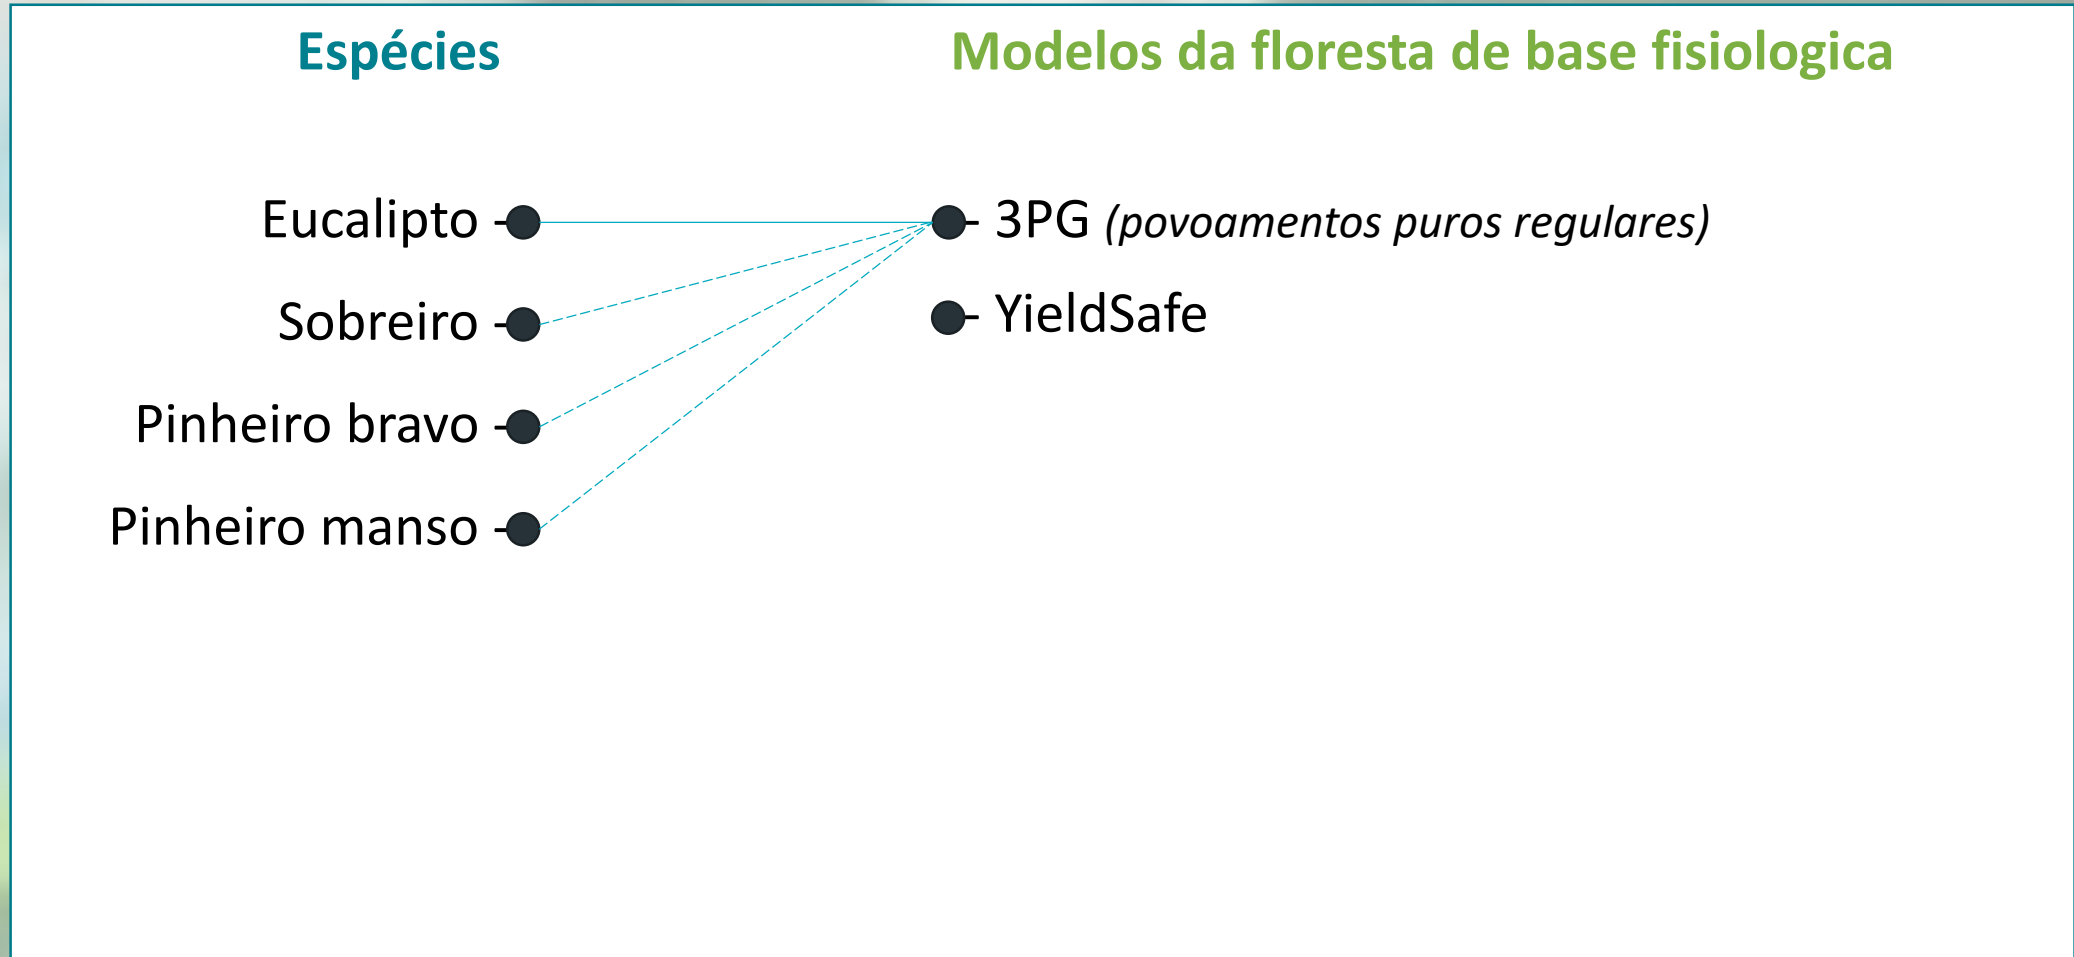 Espécies
Modelos da floresta de base fisiologica
Eucalipto
3PG (povoamentos puros regulares)
Sobreiro
YieldSafe
Pinheiro bravo
Pinheiro manso